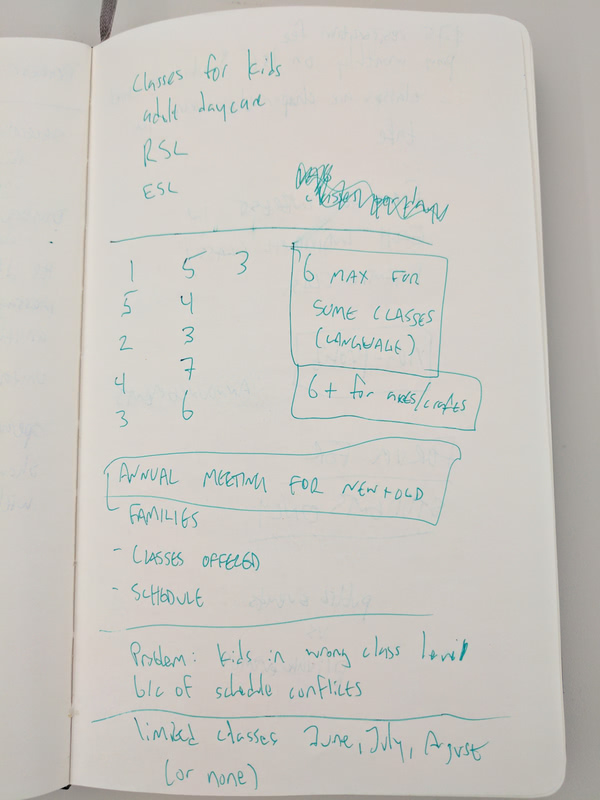 classes for kids
adult daycare
RSL
ESL
1 5 3
5 4
2 3
4 7
3 6
6 MAX FOR
SOME CLASSES
(LANGUAGE)
6+ for arts/crafts
ANNUAL MEETING FOR NEW+OLD
FAMILIES
- CLASSES OFFERED
- SCHEDULE
Problem: kids in wrong class level
b/c of schedule conflicts
limited classes June, July, August
(or none)